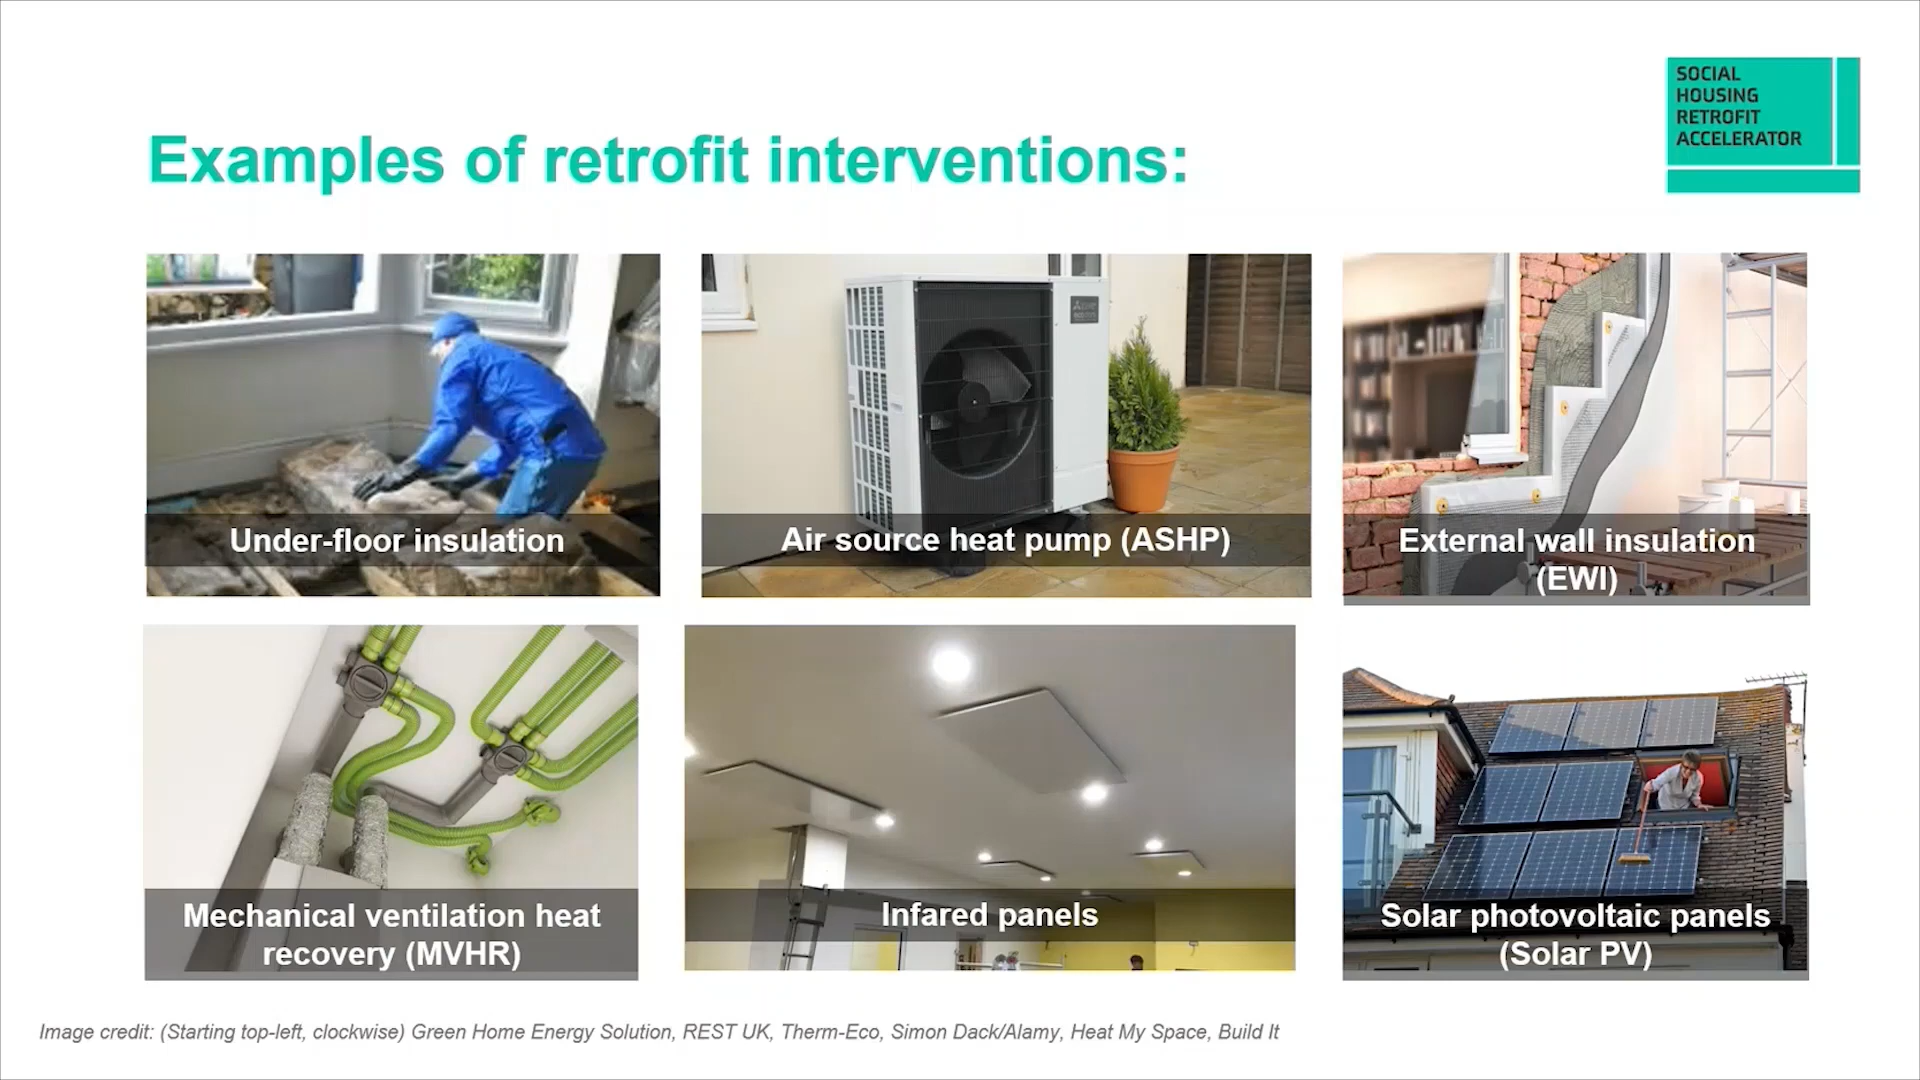 SOCIAL
HOUSING
RETROFIT
ACCELERATOR
Examples of retrofit interventions:
Under-floor insulation
Air source heat pump (ASHP)
External wall insulation
(EWI)
Mechanical ventilation heat
recovery (MVHR)
Infared panels
Solar photovoltaic panels
(Solar PV)
Image credit: (Starting top-left, clockwise) Green Home Energy Solution, REST UK, Therm-Eco, Simon Dack/Alamy, Heat My Space, Build It